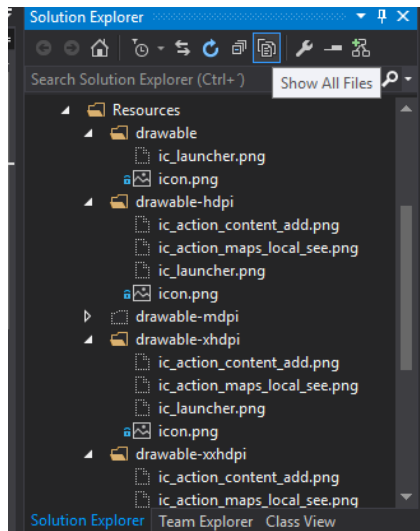 Solution Explorer
Search Solution Explorer (Ctrl+¨)
Show All Files
Resources
drawable
ic_launcher.png
icon.png
drawable-hdpi
ic_action_content_add.png
ic_action_maps_local_see.png
ic_launcher.png
icon.png
drawable-mdpi
drawable-xhdpi
ic_action_content_add.png
ic_action_maps_local_see.png
ic_launcher.png
icon.png
drawable-xxhdpi
ic_action_content_add.png
ic_action_maps_local_see.png
Solution Explorer Team Explorer Class View